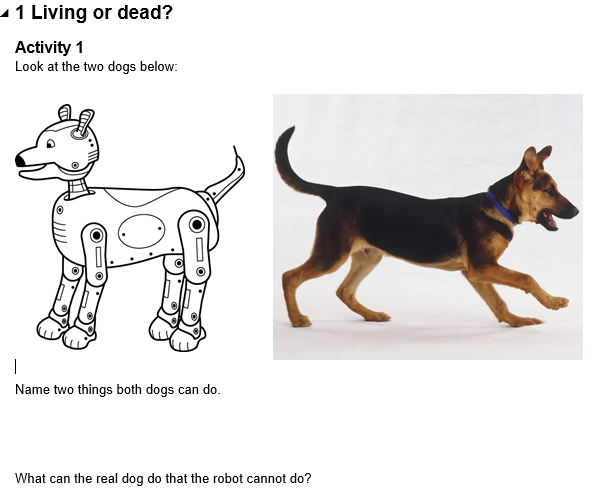 1 Living or dead?
Activity 1
Look at the two dogs below:
Name two things both dogs can do.
What can the real dog do that the robot cannot do?